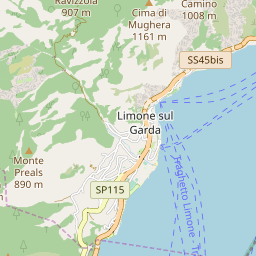 Ravizzola
907 m
Cima di
Mughera
1161 m
Camino
1008 m
SS45bis
Limone sul
Garda
Monte
Preals
890 m
SP115
Traghetto Limone